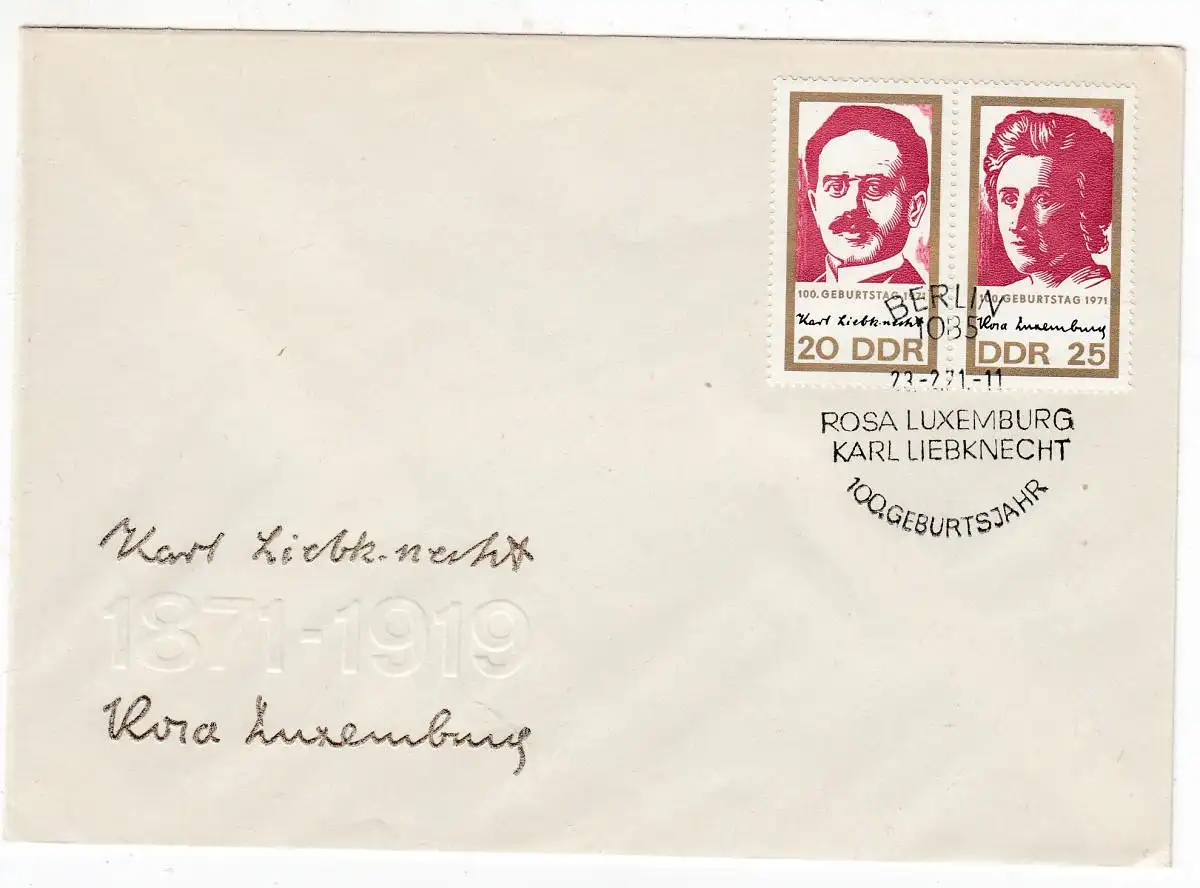 100. GEBURTSTAG 1971
Karl Liebknecht
20 DDR
100. GEBURTSTAG 1971
Rosa Luxemburg
DDR 25
BERLIN
1085
23.-2.71.-11
ROSA LUXEMBURG
KARL LIEBKNECHT
100. GEBURTSJAHR
Karl Liebknecht
1871-1919
Rosa Luxemburg